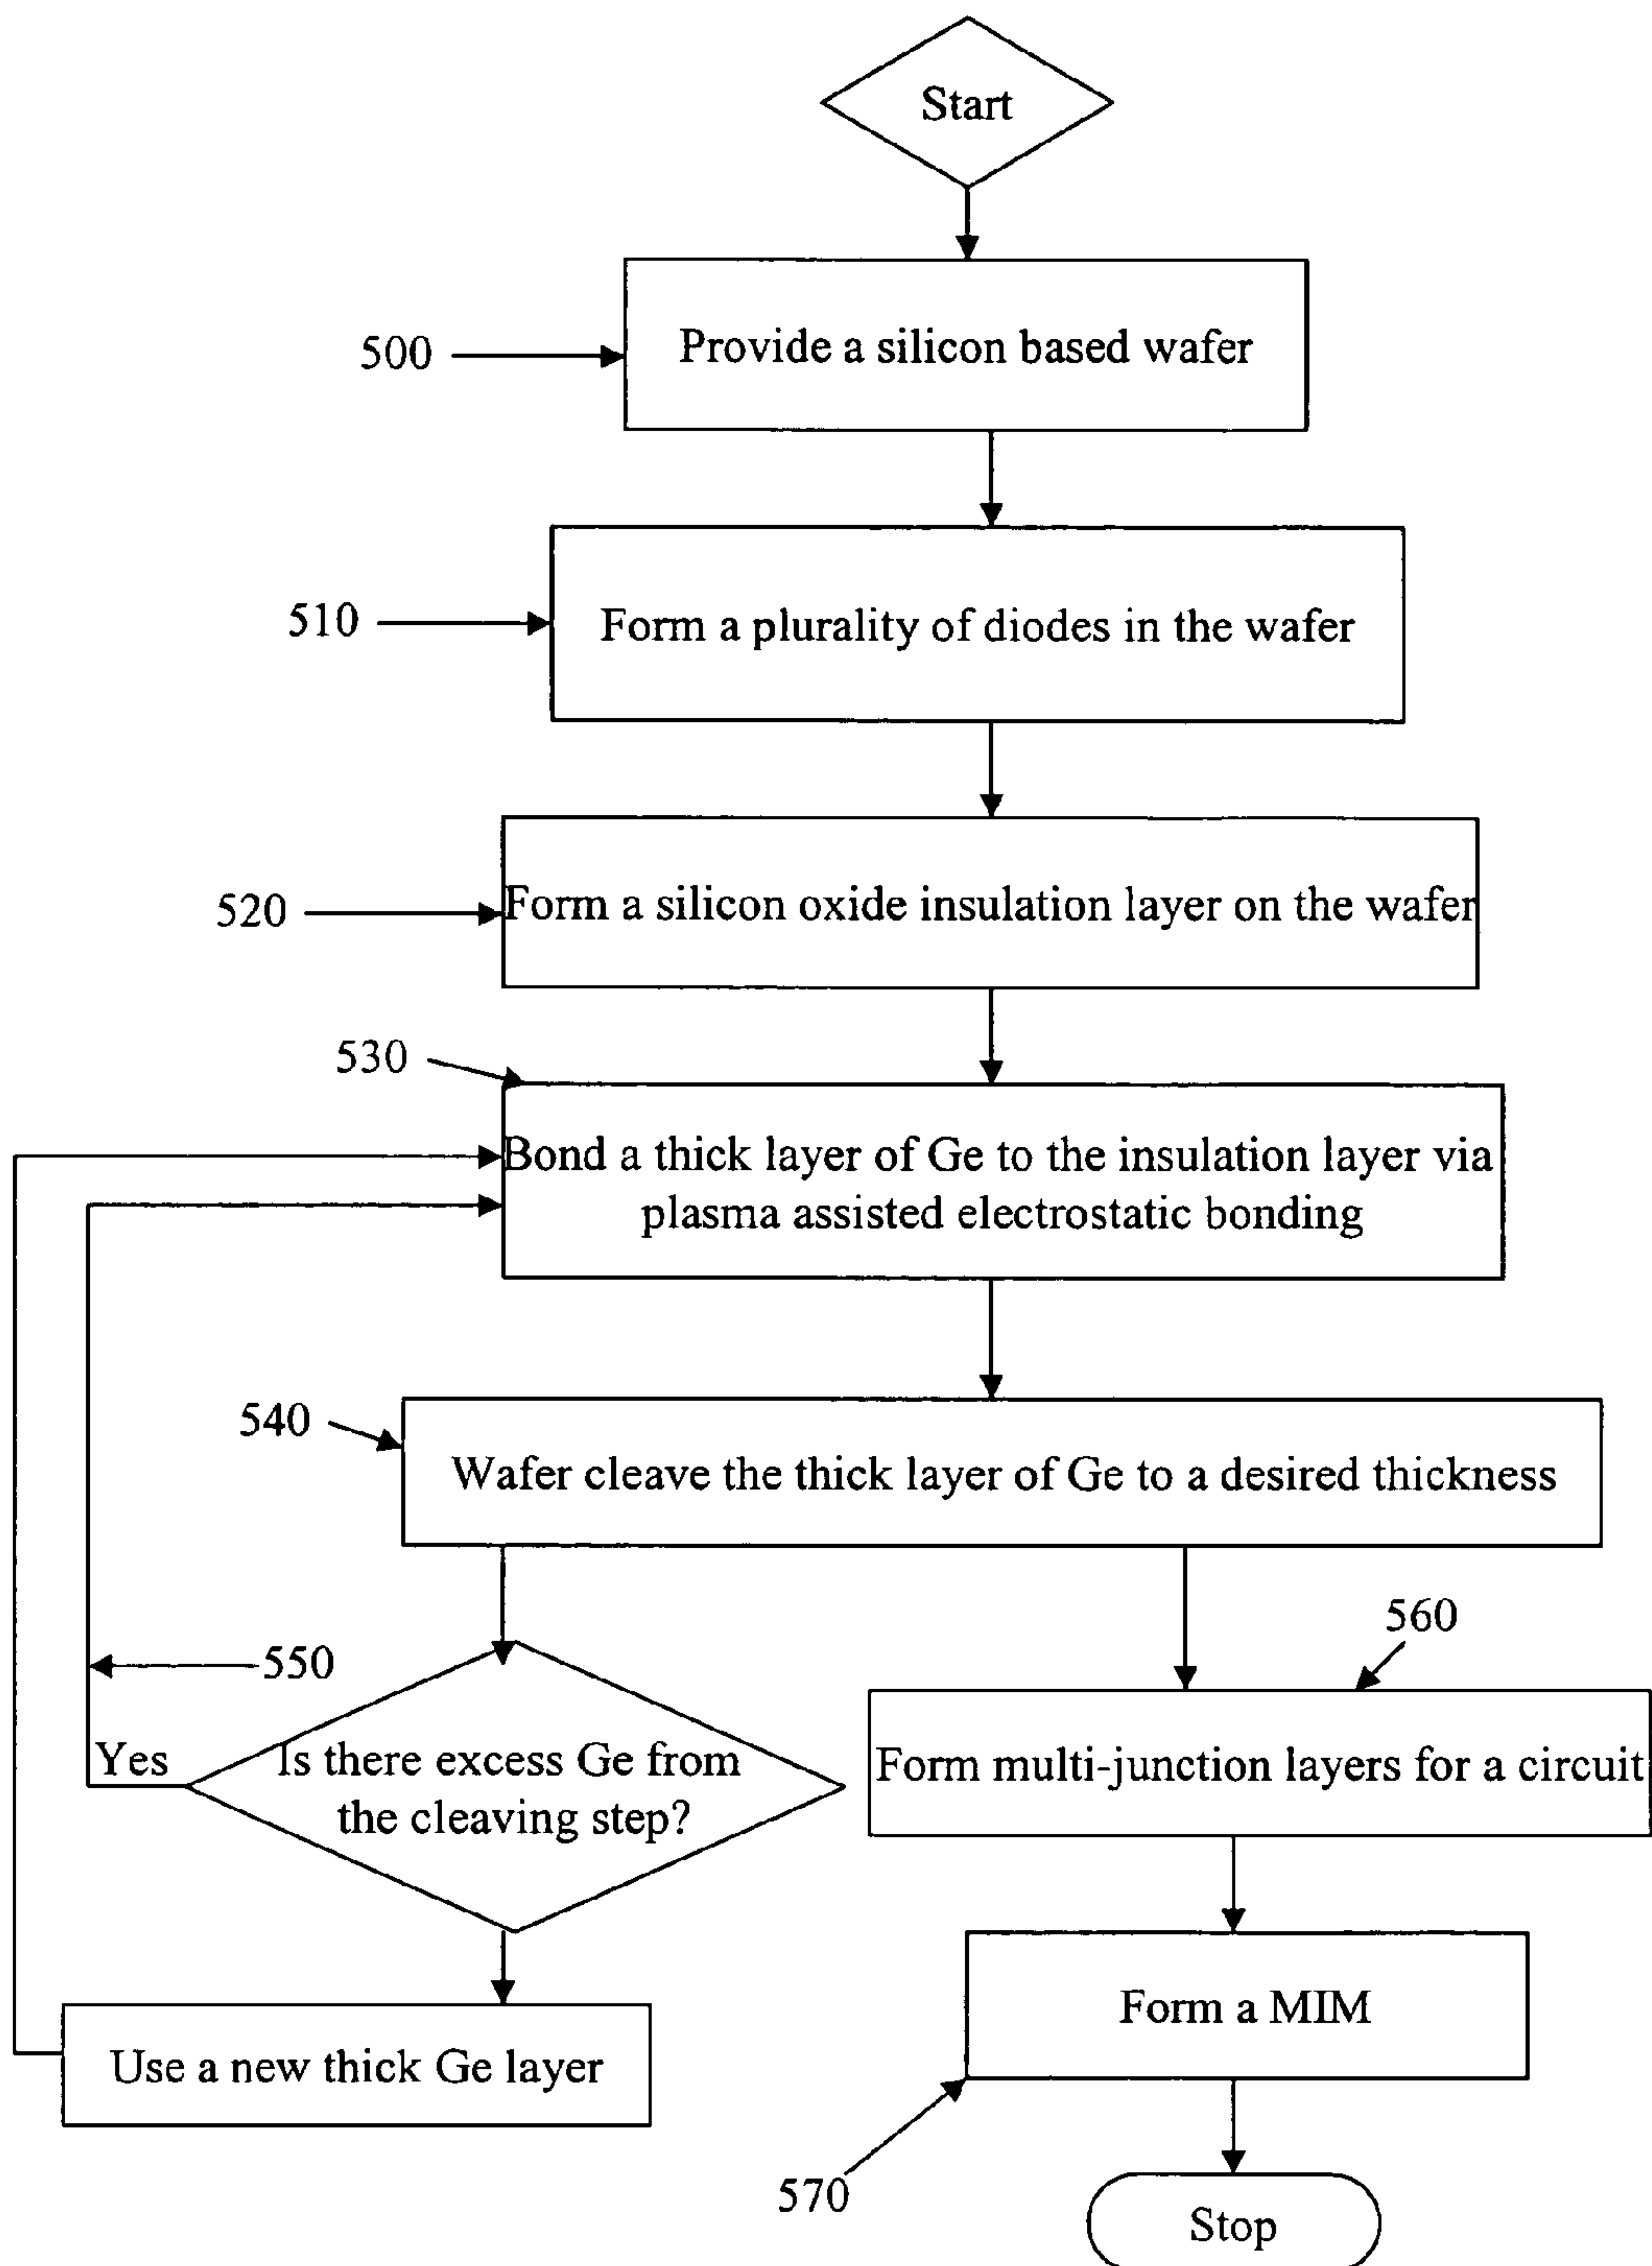 Start
500
Provide a silicon based wafer
510
Form a plurality of diodes in the wafer
520
Form a silicon oxide insulation layer on the wafer
530
Bond a thick layer of Ge to the insulation layer via
plasma assisted electrostatic bonding
540
Wafer cleave the thick layer of Ge to a desired thickness
550
560
Yes
Is there excess Ge from
the cleaving step?
Form multi-junction layers for a circuit
Use a new thick Ge layer
Form a MIM
570
Stop